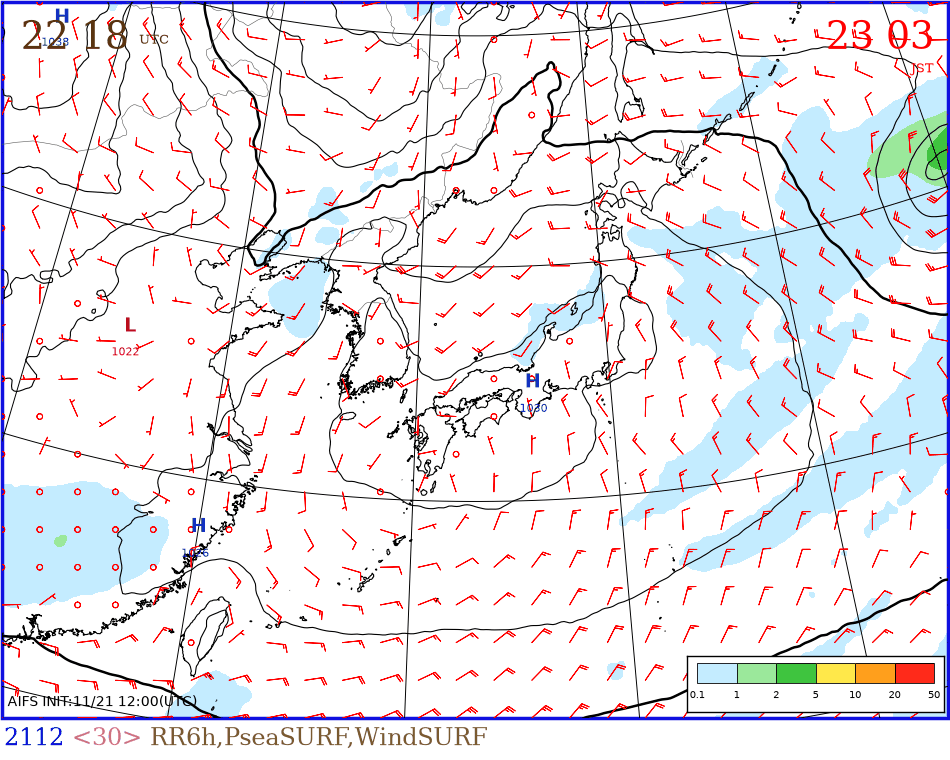 22 18 UTC
23 03 JST
H
1038
L
1022
H
1030
H
1026
0.1 1 2 5 10 20 50
AIFS INIT:11/21 12:00(UTC)
2112 <30> RR6h,PseaSURF,WindSURF